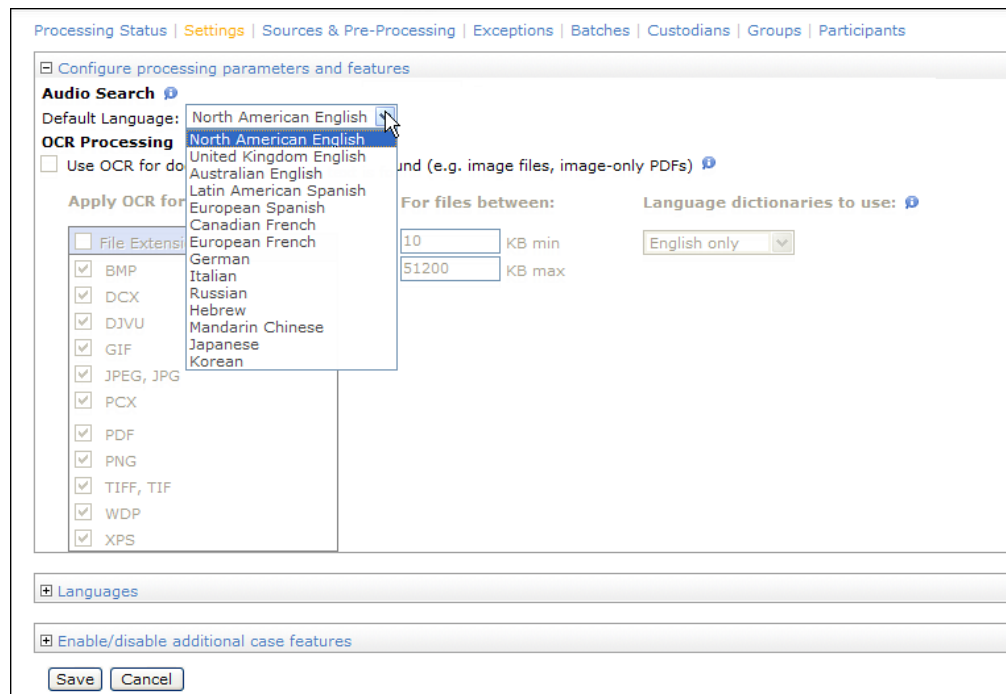 Processing Status | Settings | Sources & Pre-Processing | Exceptions | Batches | Custodians | Groups | Participants
Configure processing parameters and features
Audio Search
Default Language: North American English
North American English
United Kingdom English
Australian English
Latin American Spanish
European Spanish
Canadian French
European French
German
Italian
Russian
Hebrew
Mandarin Chinese
Japanese
Korean
OCR Processing
Use OCR for do und (e.g. image files, image-only PDFs)
Apply OCR for
For files between:
Language dictionaries to use:
File Extensi
10 KB min
English only
51200 KB max
BMP
DCX
DJVU
GIF
JPEG, JPG
PCX
PDF
PNG
TIFF, TIF
WDP
XPS
Languages
Enable/disable additional case features
Save Cancel